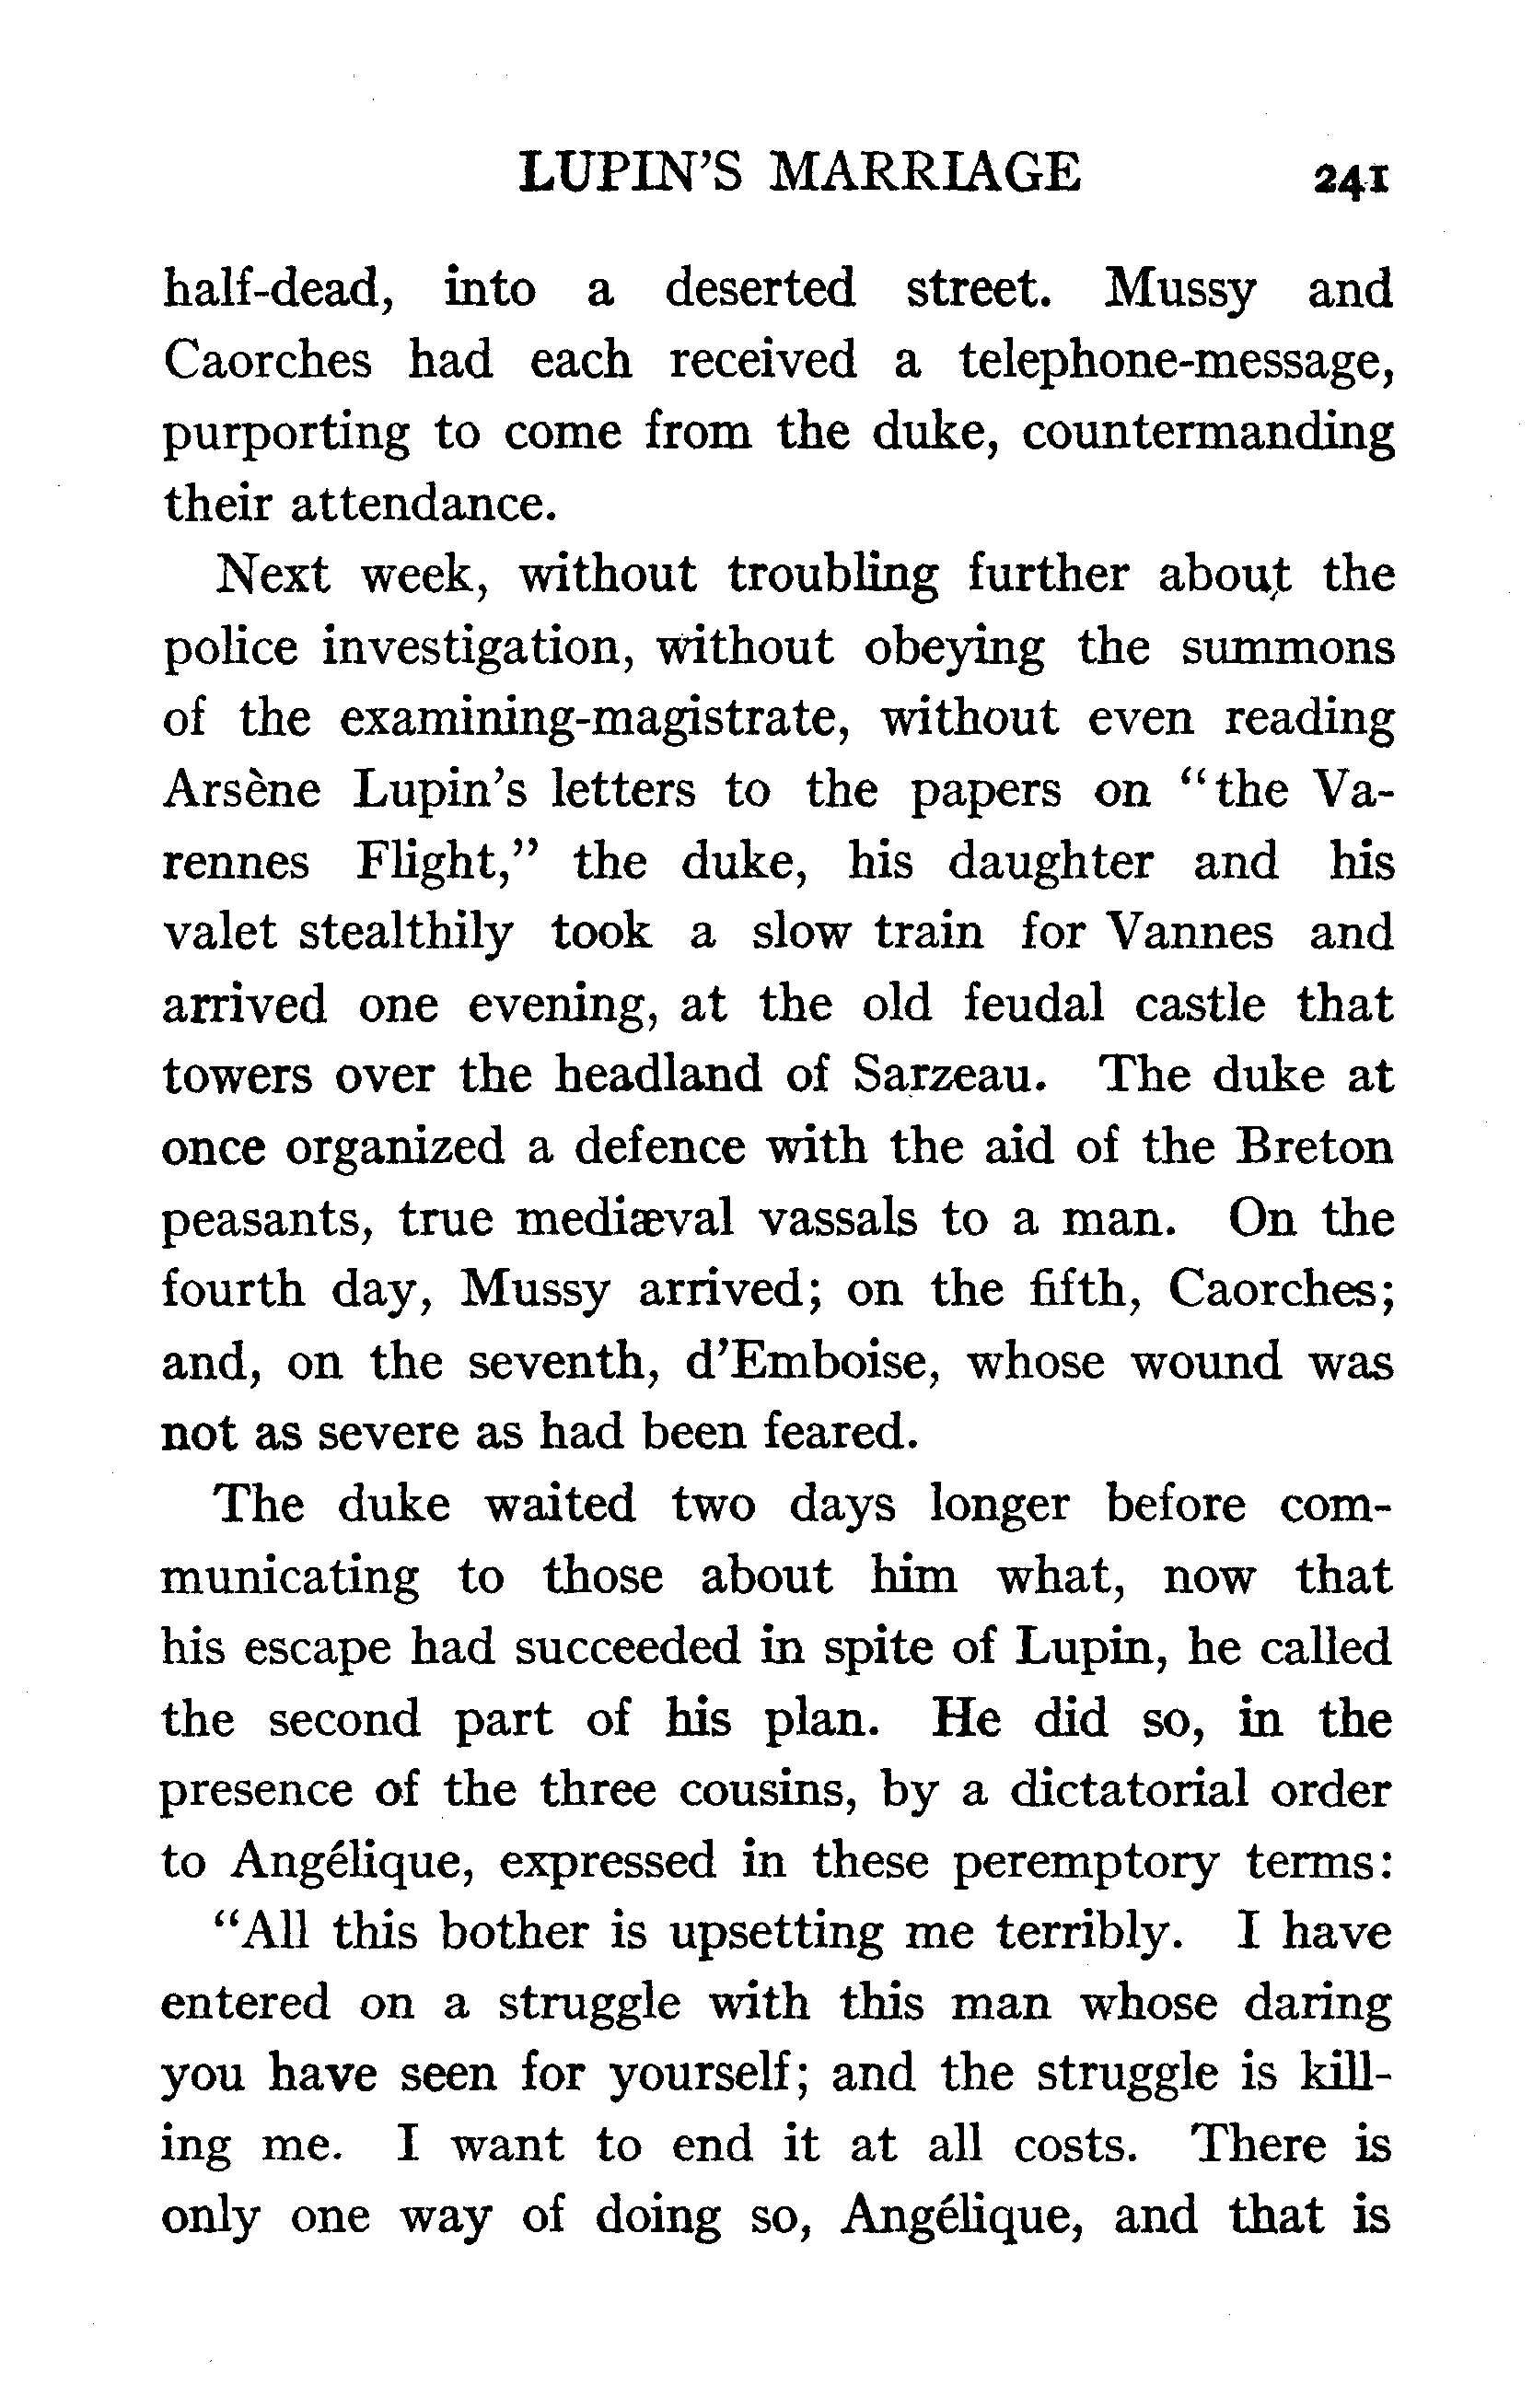 LUPIN'S MARRIAGE 241
half-dead, into a deserted street. Mussy and
Caorches had each received a telephone-message,
purporting to come from the duke, countermanding
their attendance.
Next week, without troubling further about the
police investigation, without obeying the summons
of the examining-magistrate, without even reading
Arsène Lupin's letters to the papers on "the Va-
rennes Flight," the duke, his daughter and his
valet stealthily took a slow train for Vannes and
arrived one evening, at the old feudal castle that
towers over the headland of Sarzeau. The duke at
once organized a defence with the aid of the Breton
peasants, true mediæval vassals to a man. On the
fourth day, Mussy arrived; on the fifth, Caorches;
and, on the seventh, d'Emboise, whose wound was
not as severe as had been feared.
The duke waited two days longer before com-
municating to those about him what, now that
his escape had succeeded in spite of Lupin, he called
the second part of his plan. He did so, in the
presence of the three cousins, by a dictatorial order
to Angélique, expressed in these peremptory terms:
"All this bother is upsetting me terribly. I have
entered on a struggle with this man whose daring
you have seen for yourself; and the struggle is kill-
ing me. I want to end it at all costs. There is
only one way of doing so, Angélique, and that is